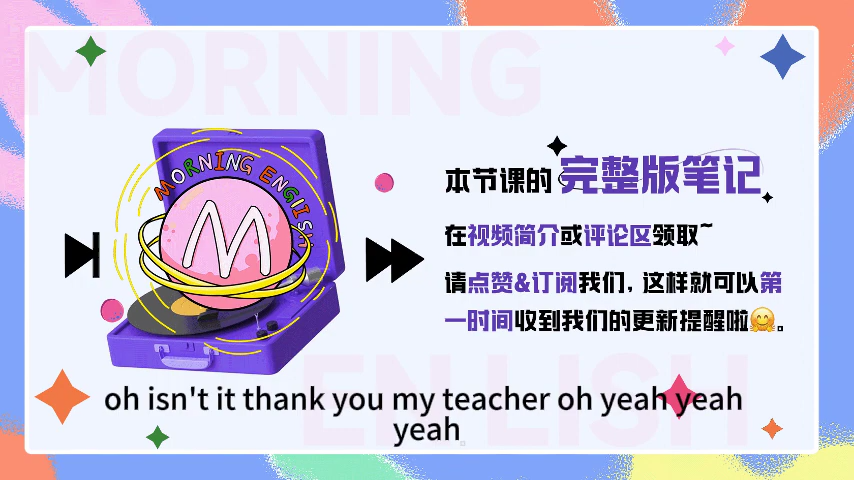 MORNING
MORNING ENGLISH
M
本节课的 完整版笔记
在视频简介或评论区领取~
请点赞&订阅我们，这样就可以第
一时间收到我们的更新提醒啦🤗。
EN LISH
oh isn't it thank you my teacher oh yeah yeah
yeah